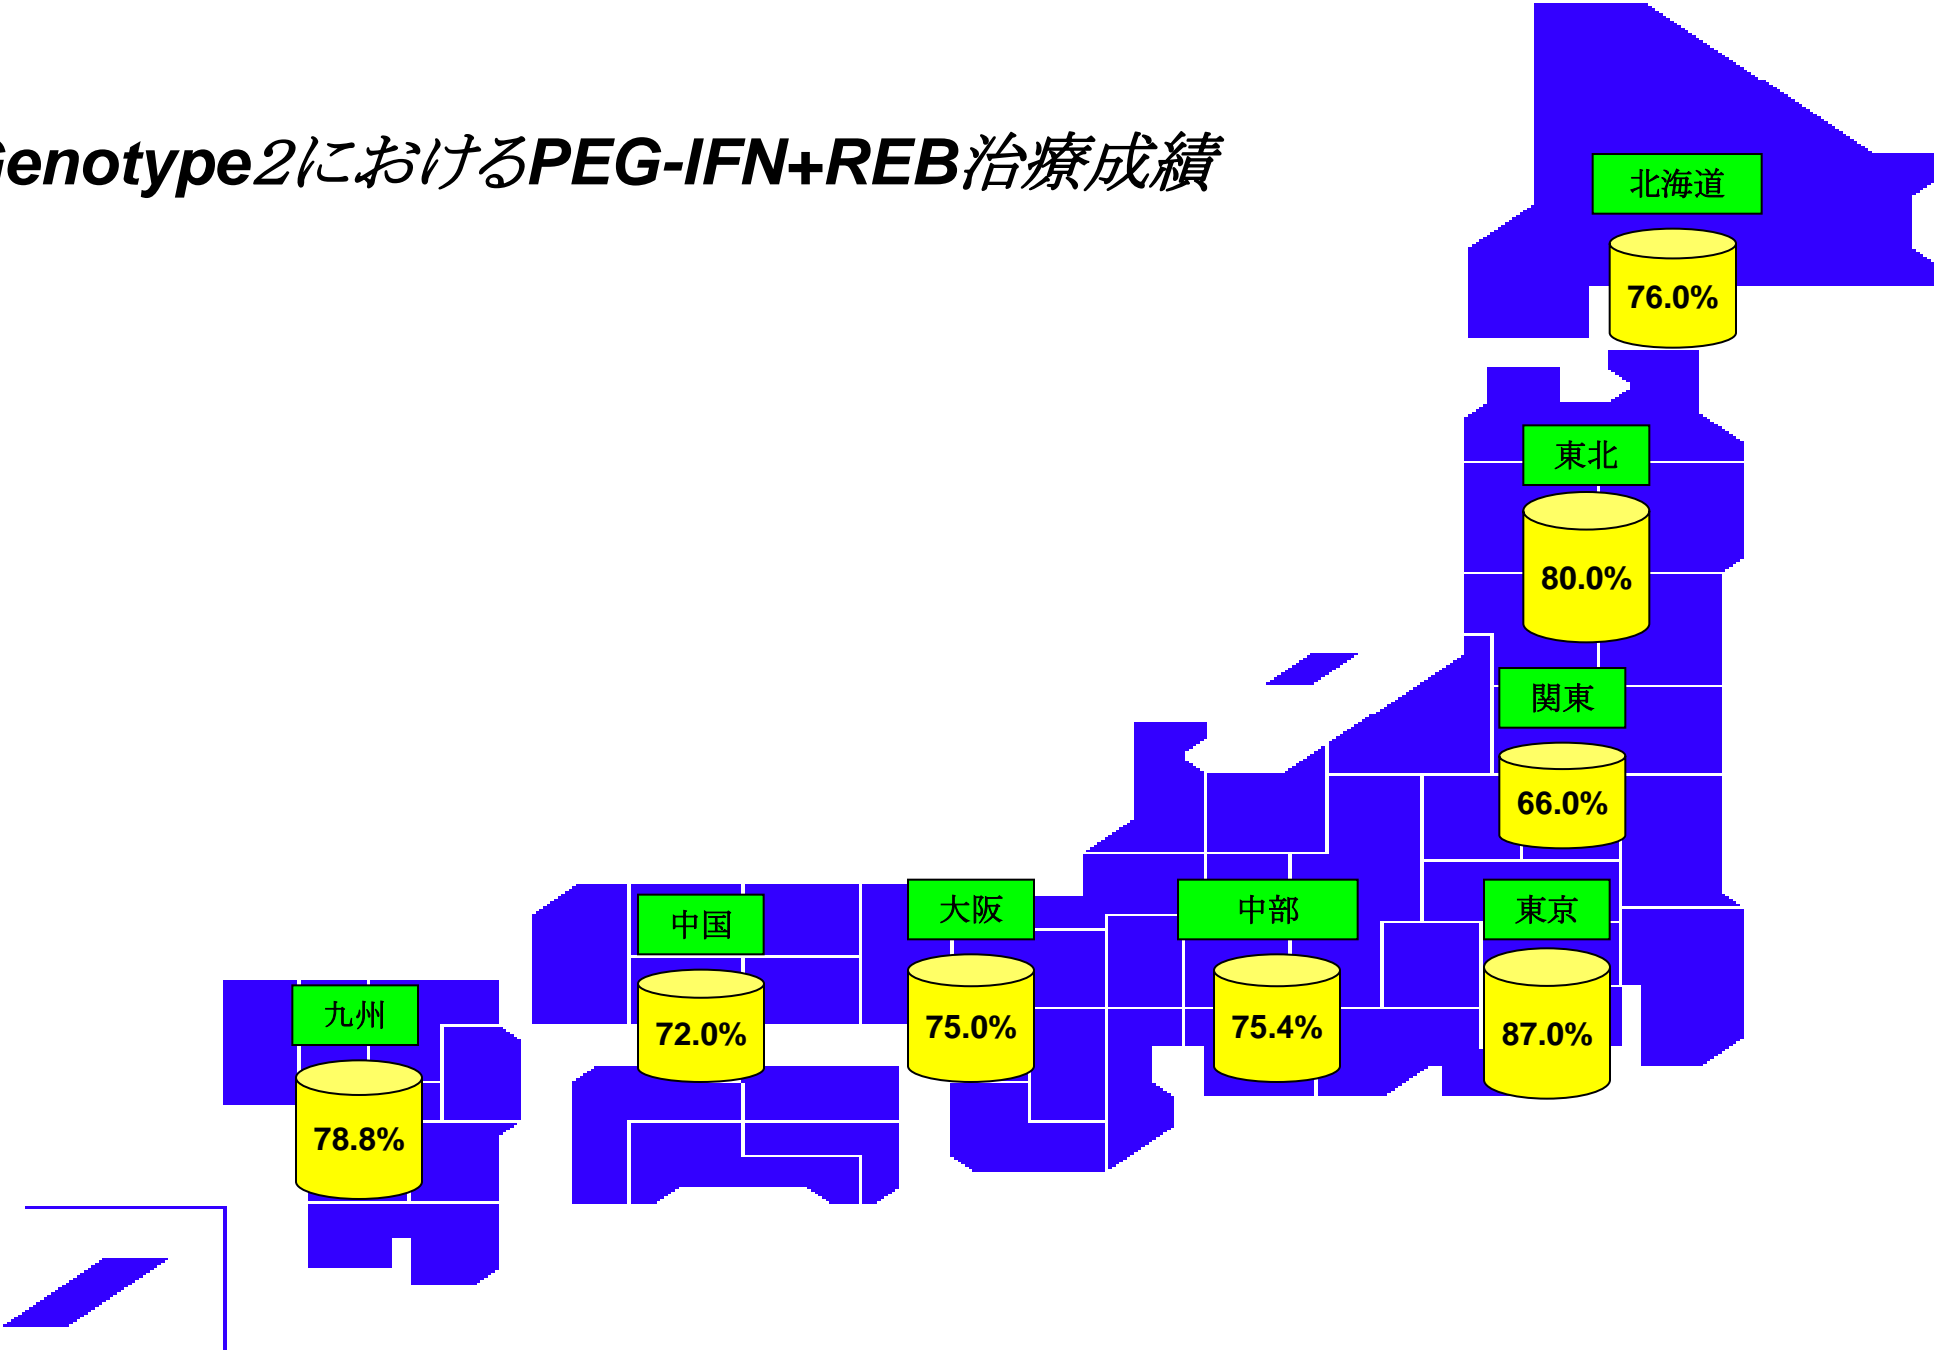 Genotype2におけるPEG-IFN+REB治療成績
北海道
76.0%
東北
80.0%
関東
66.0%
東京
87.0%
中部
75.4%
大阪
75.0%
中国
72.0%
九州
78.8%